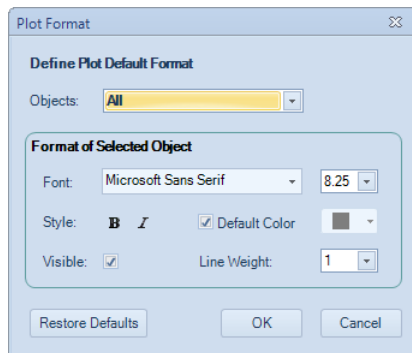 Plot Format
Define Plot Default Format
Objects: All
Format of Selected Object
Font: Microsoft Sans Serif 8.25
Style: B I Default Color
Visible: Line Weight: 1
Restore Defaults OK Cancel